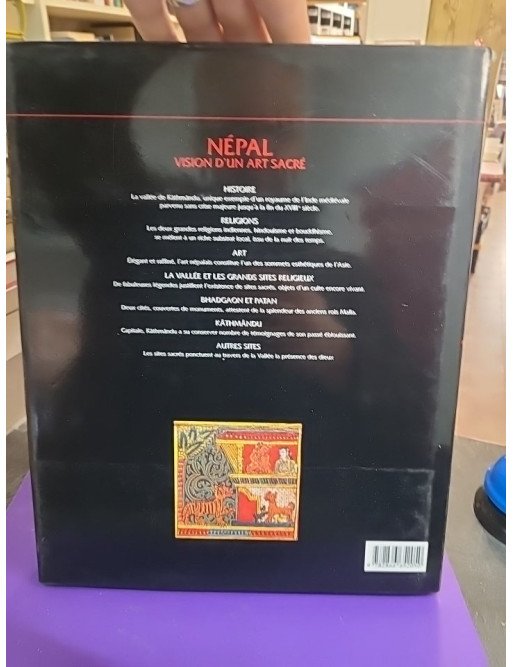 NÉPAL
VISION D'UN ART SACRÉ
HISTOIRE
La vallée de Kâthmându, unique exemple d'un royaume de l'Inde médiévale
parvenu sans crise majeure jusqu'à la fin du XVIIIe siècle.
RELIGIONS
Les deux grandes religions indiennes, hindouisme et bouddhisme,
se mêlent à un riche substrat local, issu de la nuit des temps.
ART
Élégant et raffiné, l'art népalais constitue l'un des sommets esthétiques de l'Asie.
LA VALLÉE ET LES GRANDS SITES RELIGIEUX
De fabuleuses légendes justifient l'existence de sites sacrés, objets d'un culte encore vivant.
BHADGAON ET PATAN
Deux cités, couvertes de monuments, attestent de la splendeur des anciens rois Malla.
KÂTHMÂNDU
Capitale, Kâthmându a su conserver nombre de témoignages de son passé éblouissant.
AUTRES SITES
Les sites sacrés ponctuent au travers de la Vallée la présence des dieux